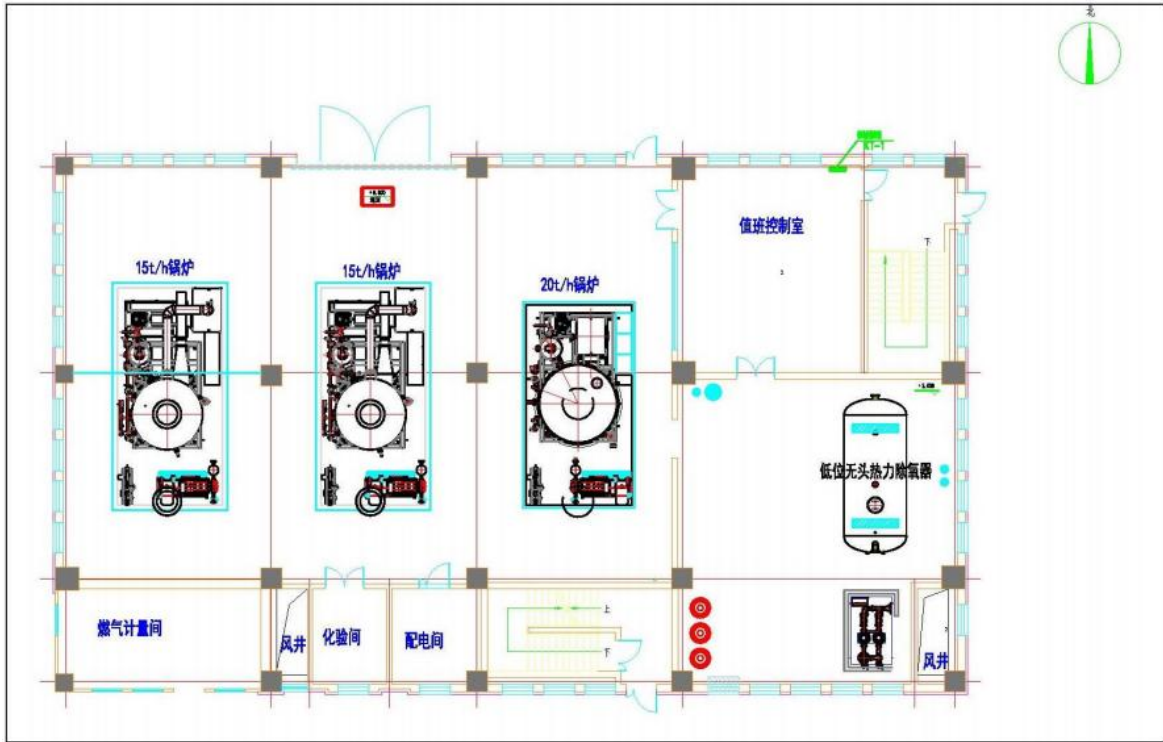 北
值班控制室
下
15t/h锅炉
15t/h锅炉
20t/h锅炉
低位无头热力除氧器
燃气计量间
风井
化验间
配电间
上
下
风井